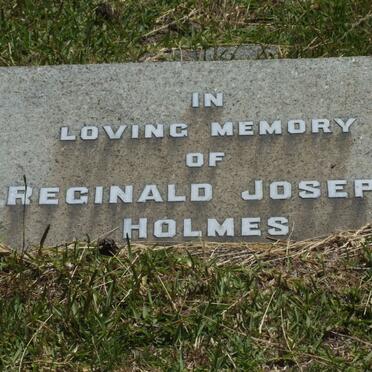 IN
LOVING MEMORY
OF
REGINALD JOSEP
HOLMES